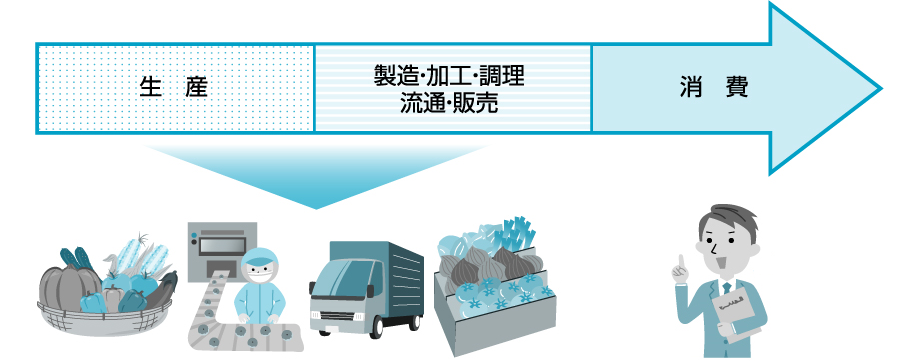 生　産
製造・加工・調理
流通・販売
消　費